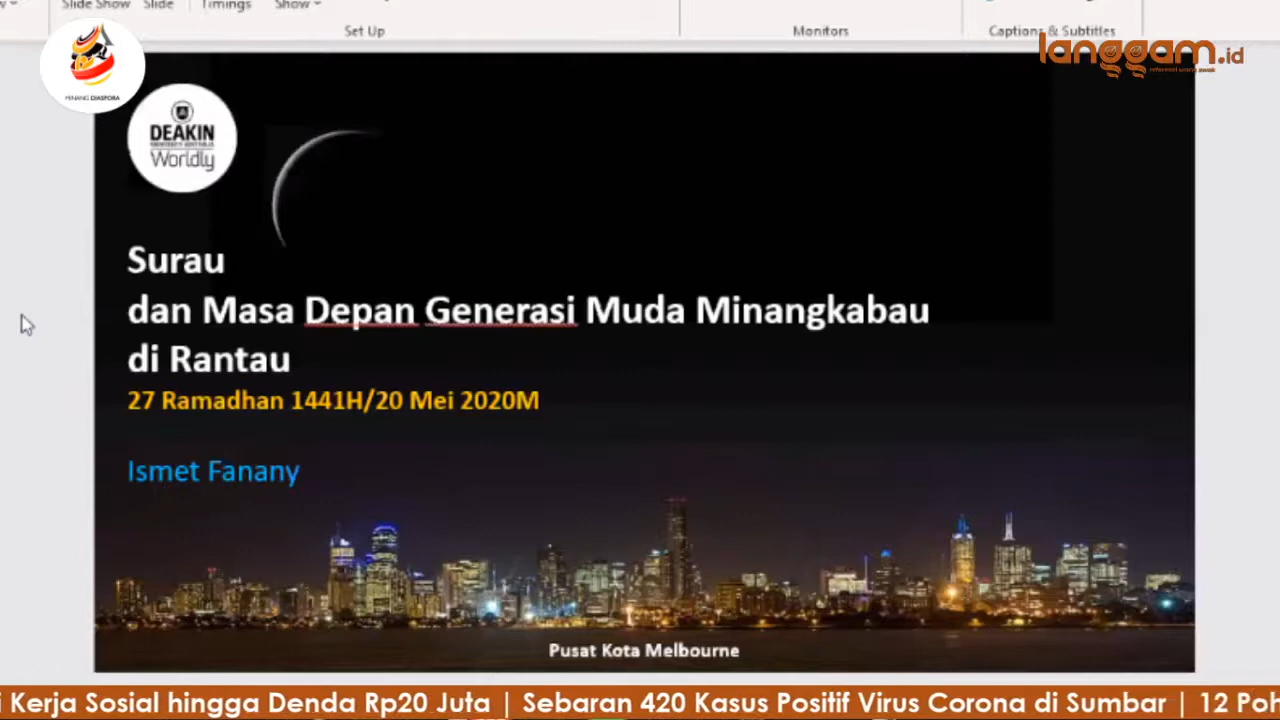 Slide Show Slide Timings Show
Set Up
Monitors
Captions & Subtitles
MINANG DIASPORA
langgam.id
DEAKIN
Worldly
Surau
dan Masa Depan Generasi Muda Minangkabau
di Rantau
27 Ramadhan 1441H/20 Mei 2020M
Ismet Fanany
Pusat Kota Melbourne
i Kerja Sosial hingga Denda Rp20 Juta | Sebaran 420 Kasus Positif Virus Corona di Sumbar | 12 Poh